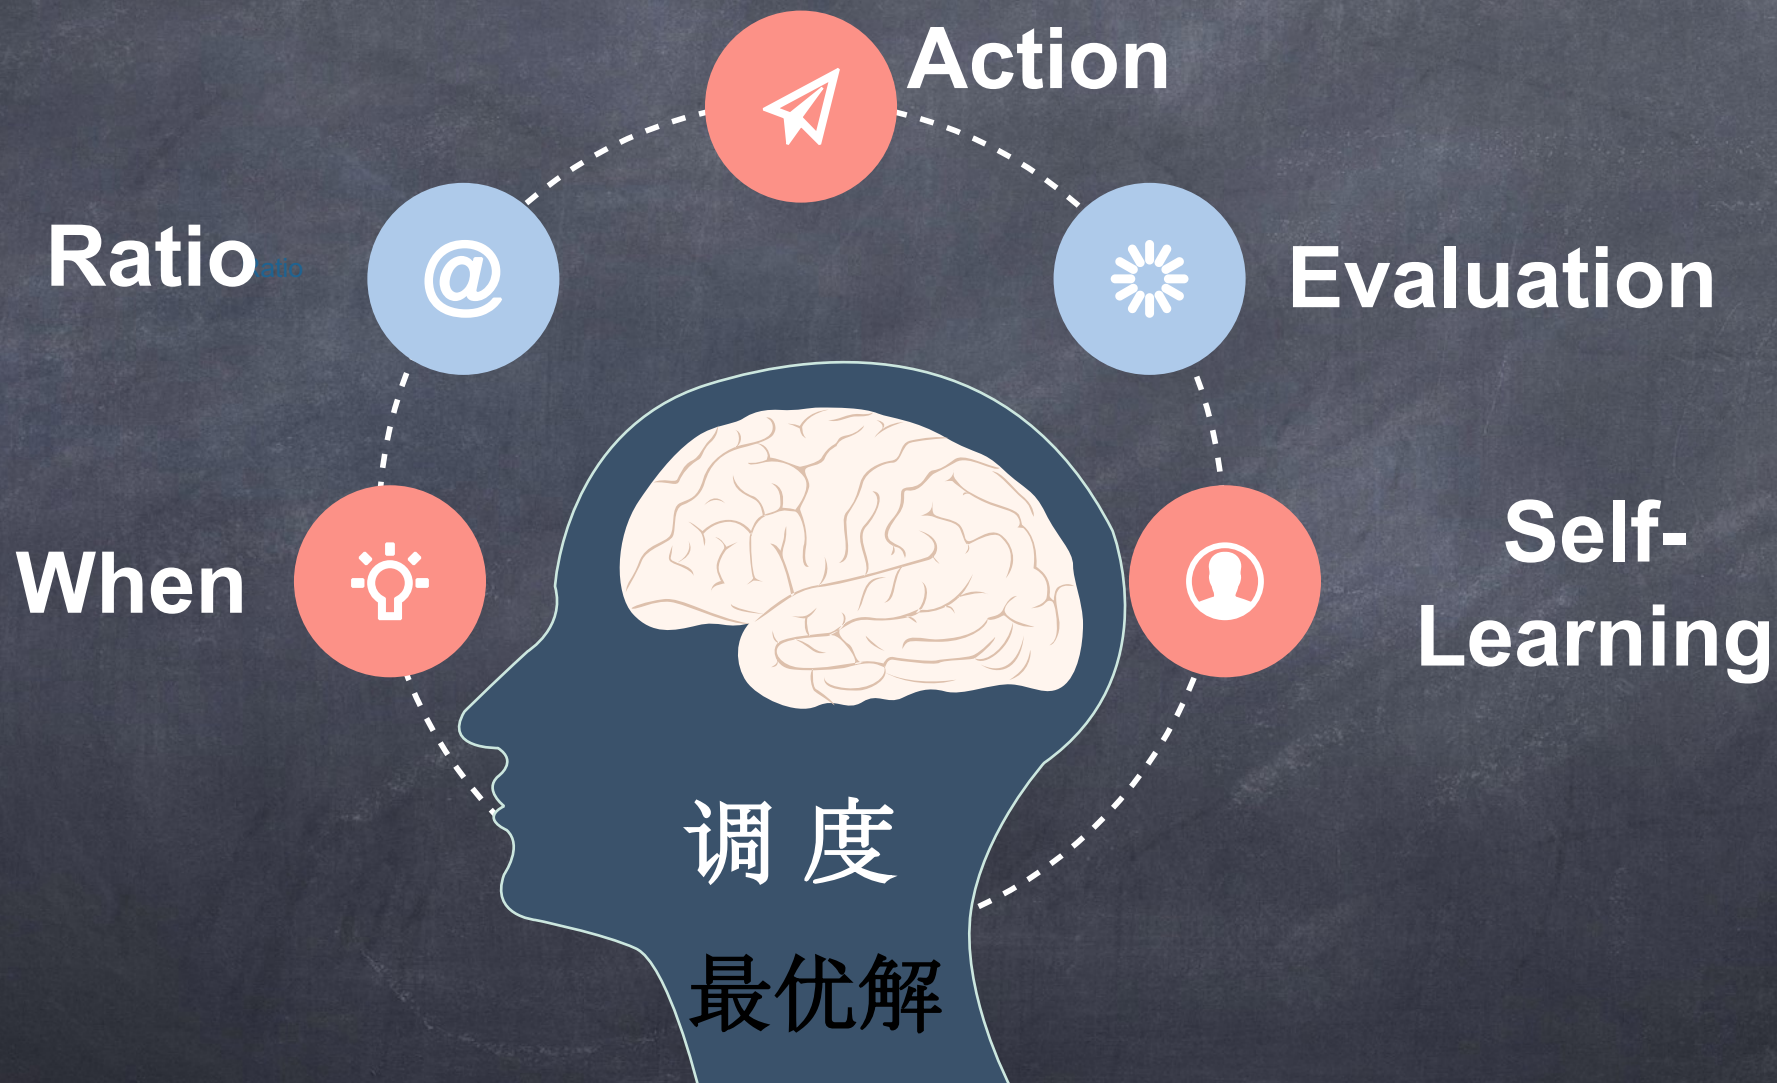 Action
Ratio
Evaluation
When
Self-
Learning
调 度
最优解